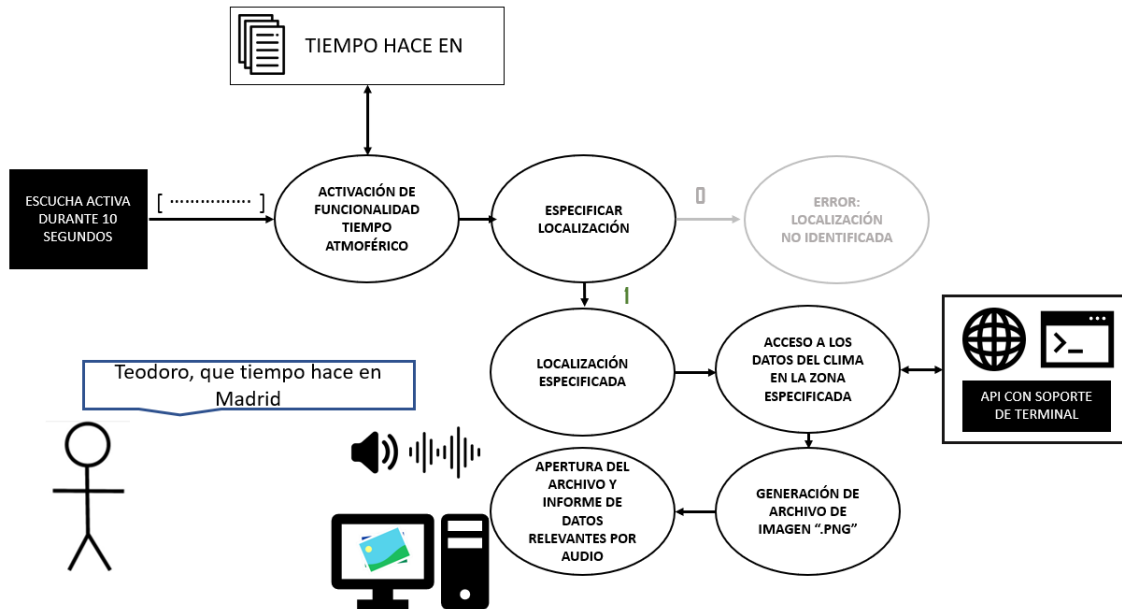 TIEMPO HACE EN
ESCUCHA ACTIVA
DURANTE 10
SEGUNDOS
[ ................ ]
ACTIVACIÓN DE
FUNCIONALIDAD
TIEMPO
ATMOFÉRICO
ESPECIFICAR
LOCALIZACIÓN
0
ERROR:
LOCALIZACIÓN
NO IDENTIFICADA
1
LOCALIZACIÓN
ESPECIFICADA
ACCESO A LOS
DATOS DEL CLIMA
EN LA ZONA
ESPECIFICADA
>_
API CON SOPORTE
DE TERMINAL
Teodoro, que tiempo hace en
Madrid
APERTURA DEL
ARCHIVO Y
INFORME DE
DATOS
RELEVANTES POR
AUDIO
GENERACIÓN DE
ARCHIVO DE
IMAGEN “.PNG”